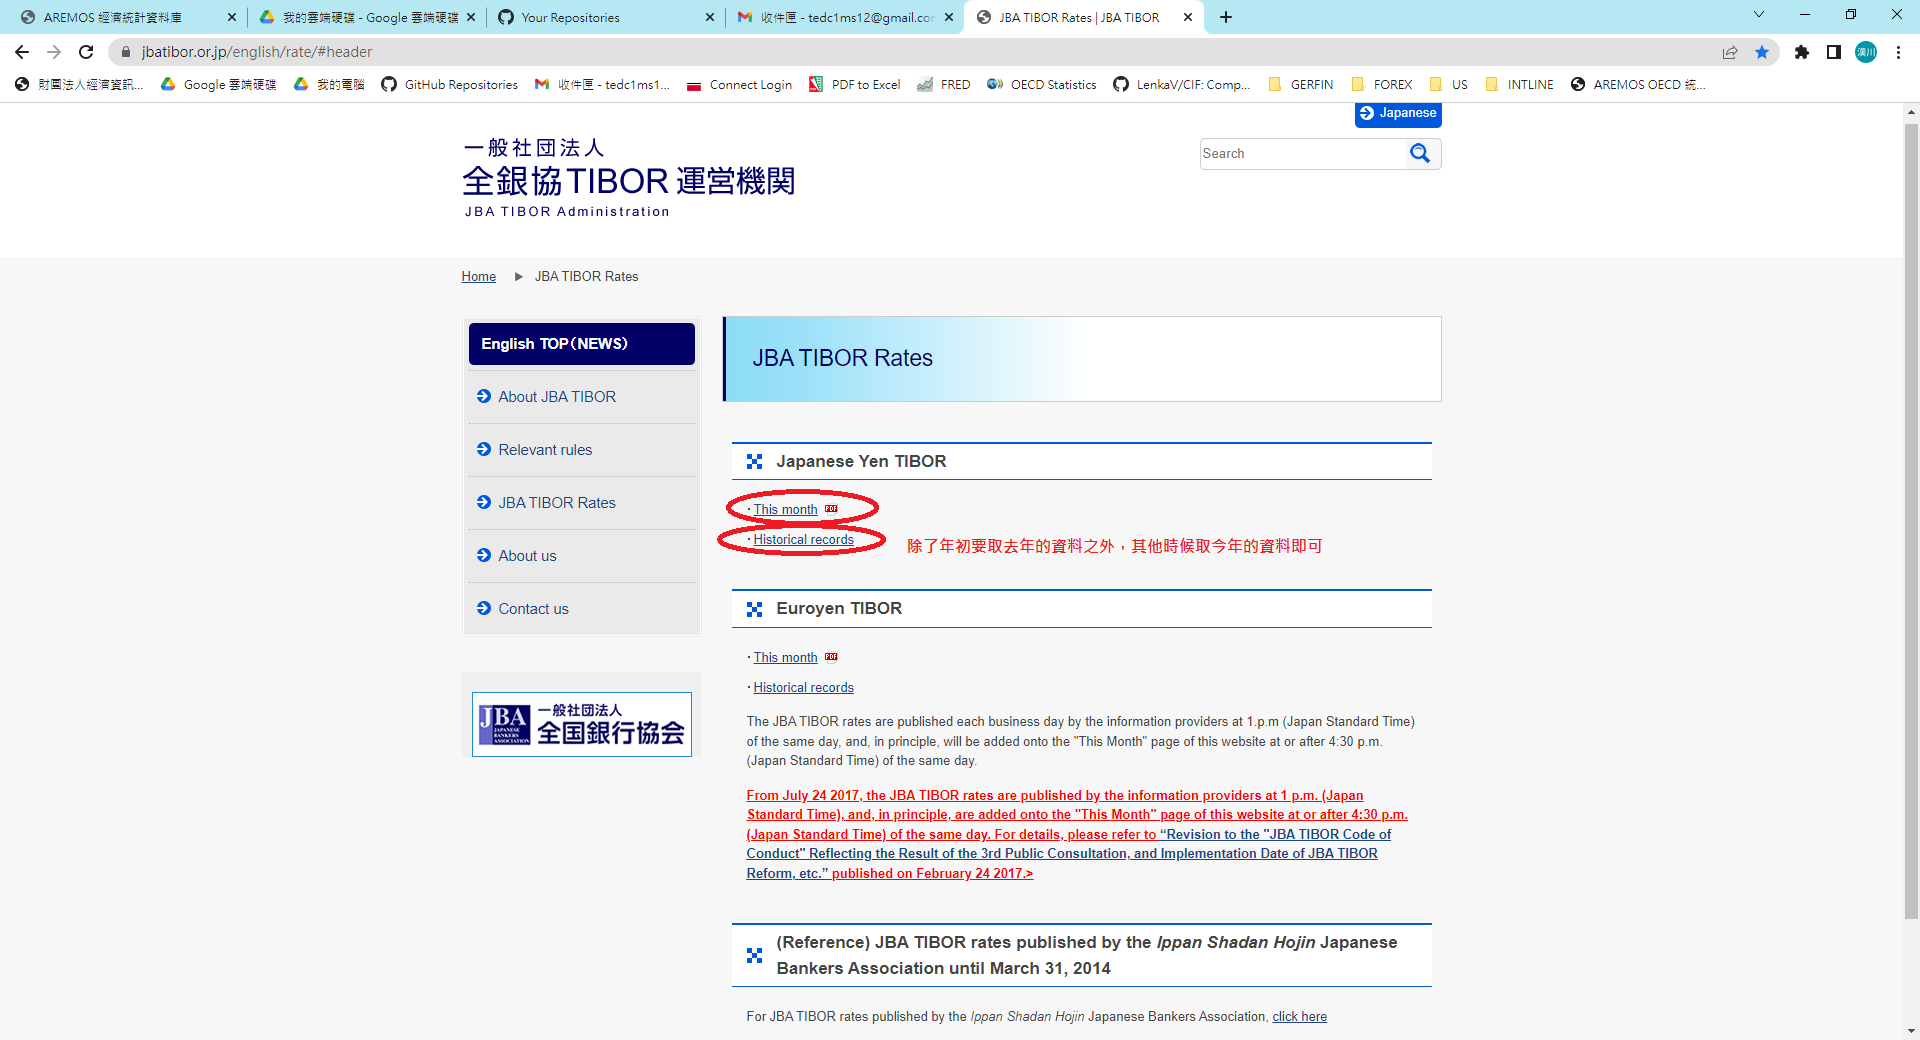 AREMOS 經濟統計資料庫
我的雲端硬碟 - Google 雲端硬碟
Your Repositories
收件匣 - tedc1ms12@gmail.co
JBA TIBOR Rates | JBA TIBOR
jbatibor.or.jp/english/rate/#header
財團法人經濟資訊...
Google 雲端硬碟
我的電腦
GitHub Repositories
收件匣 - tedc1ms1...
Connect Login
PDF to Excel
FRED
OECD Statistics
LenkaV/CIF: Comp...
GERFIN
FOREX
US
INTLINE
AREMOS OECD 統...
Japanese
一般社団法人
全銀協TIBOR 運営機関
JBA TIBOR Administration
Search
Home
JBA TIBOR Rates
English TOP(NEWS)
About JBA TIBOR
Relevant rules
JBA TIBOR Rates
About us
Contact us
JBA
JAPANESE
BANKERS
ASSOCIATION
一般社団法人
全国銀行協会
JBA TIBOR Rates
Japanese Yen TIBOR
・This month PDF
・Historical records
除了年初要取去年的資料之外，其他時候取今年的資料即可
Euroyen TIBOR
・This month PDF
・Historical records
The JBA TIBOR rates are published each business day by the information providers at 1.p.m (Japan Standard Time)
of the same day, and, in principle, will be added onto the "This Month" page of this website at or after 4:30 p.m.
(Japan Standard Time) of the same day.
From July 24 2017, the JBA TIBOR rates are published by the information providers at 1 p.m. (Japan
Standard Time), and, in principle, are added onto the "This Month" page of this website at or after 4:30 p.m.
(Japan Standard Time) of the same day. For details, please refer to “Revision to the "JBA TIBOR Code of
Conduct" Reflecting the Result of the 3rd Public Consultation, and Implementation Date of JBA TIBOR
Reform, etc.” published on February 24 2017.>
(Reference) JBA TIBOR rates published by the Ippan Shadan Hojin Japanese
Bankers Association until March 31, 2014
For JBA TIBOR rates published by the Ippan Shadan Hojin Japanese Bankers Association, click here